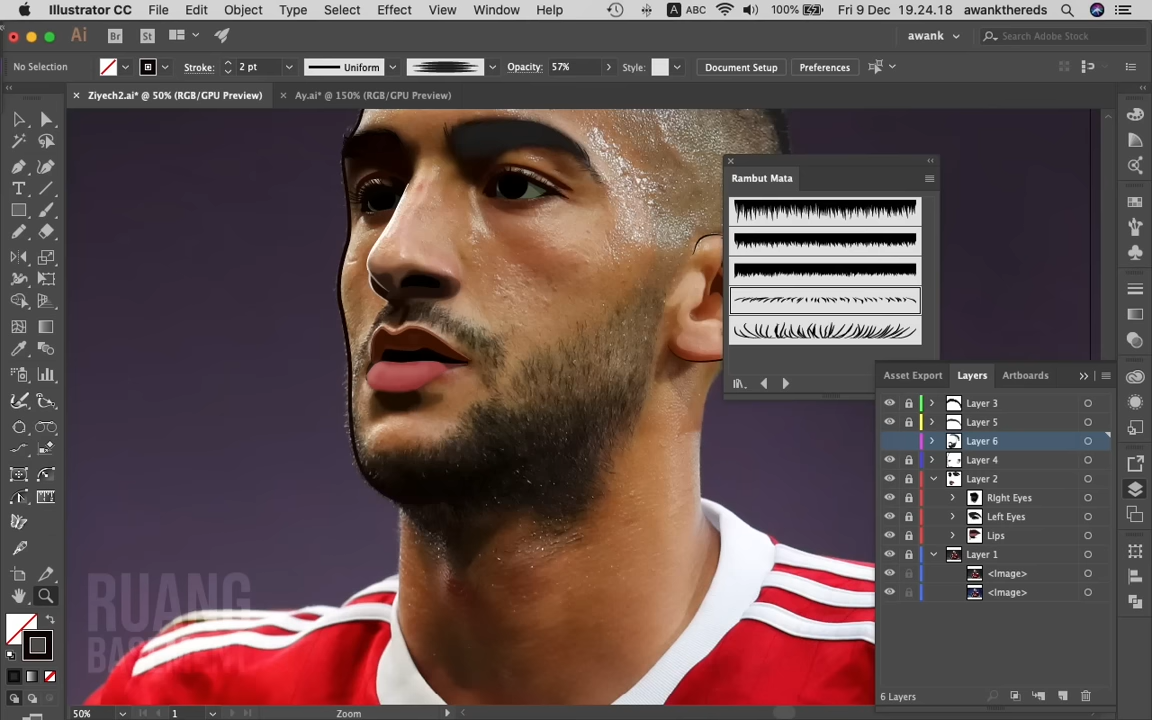 Illustrator CC File Edit Object Type Select Effect View Window Help A ABC 100% Fri 9 Dec 19.24.18 awankthereds
Ai Br St awank Search Adobe Stock
No Selection Stroke: 2 pt Uniform Opacity: 57% Style: Document Setup Preferences
× Ziyech2.ai* @ 50% (RGB/GPU Preview) × Ay.ai* @ 150% (RGB/GPU Preview)
Rambut Mata
Asset Export Layers Artboards
Layer 3
Layer 5
Layer 6
Layer 4
Layer 2
RIght Eyes
Left Eyes
Lips
Layer 1
<Image>
<Image>
RUANG
BASEMENT
6 Layers
50% 1 Zoom